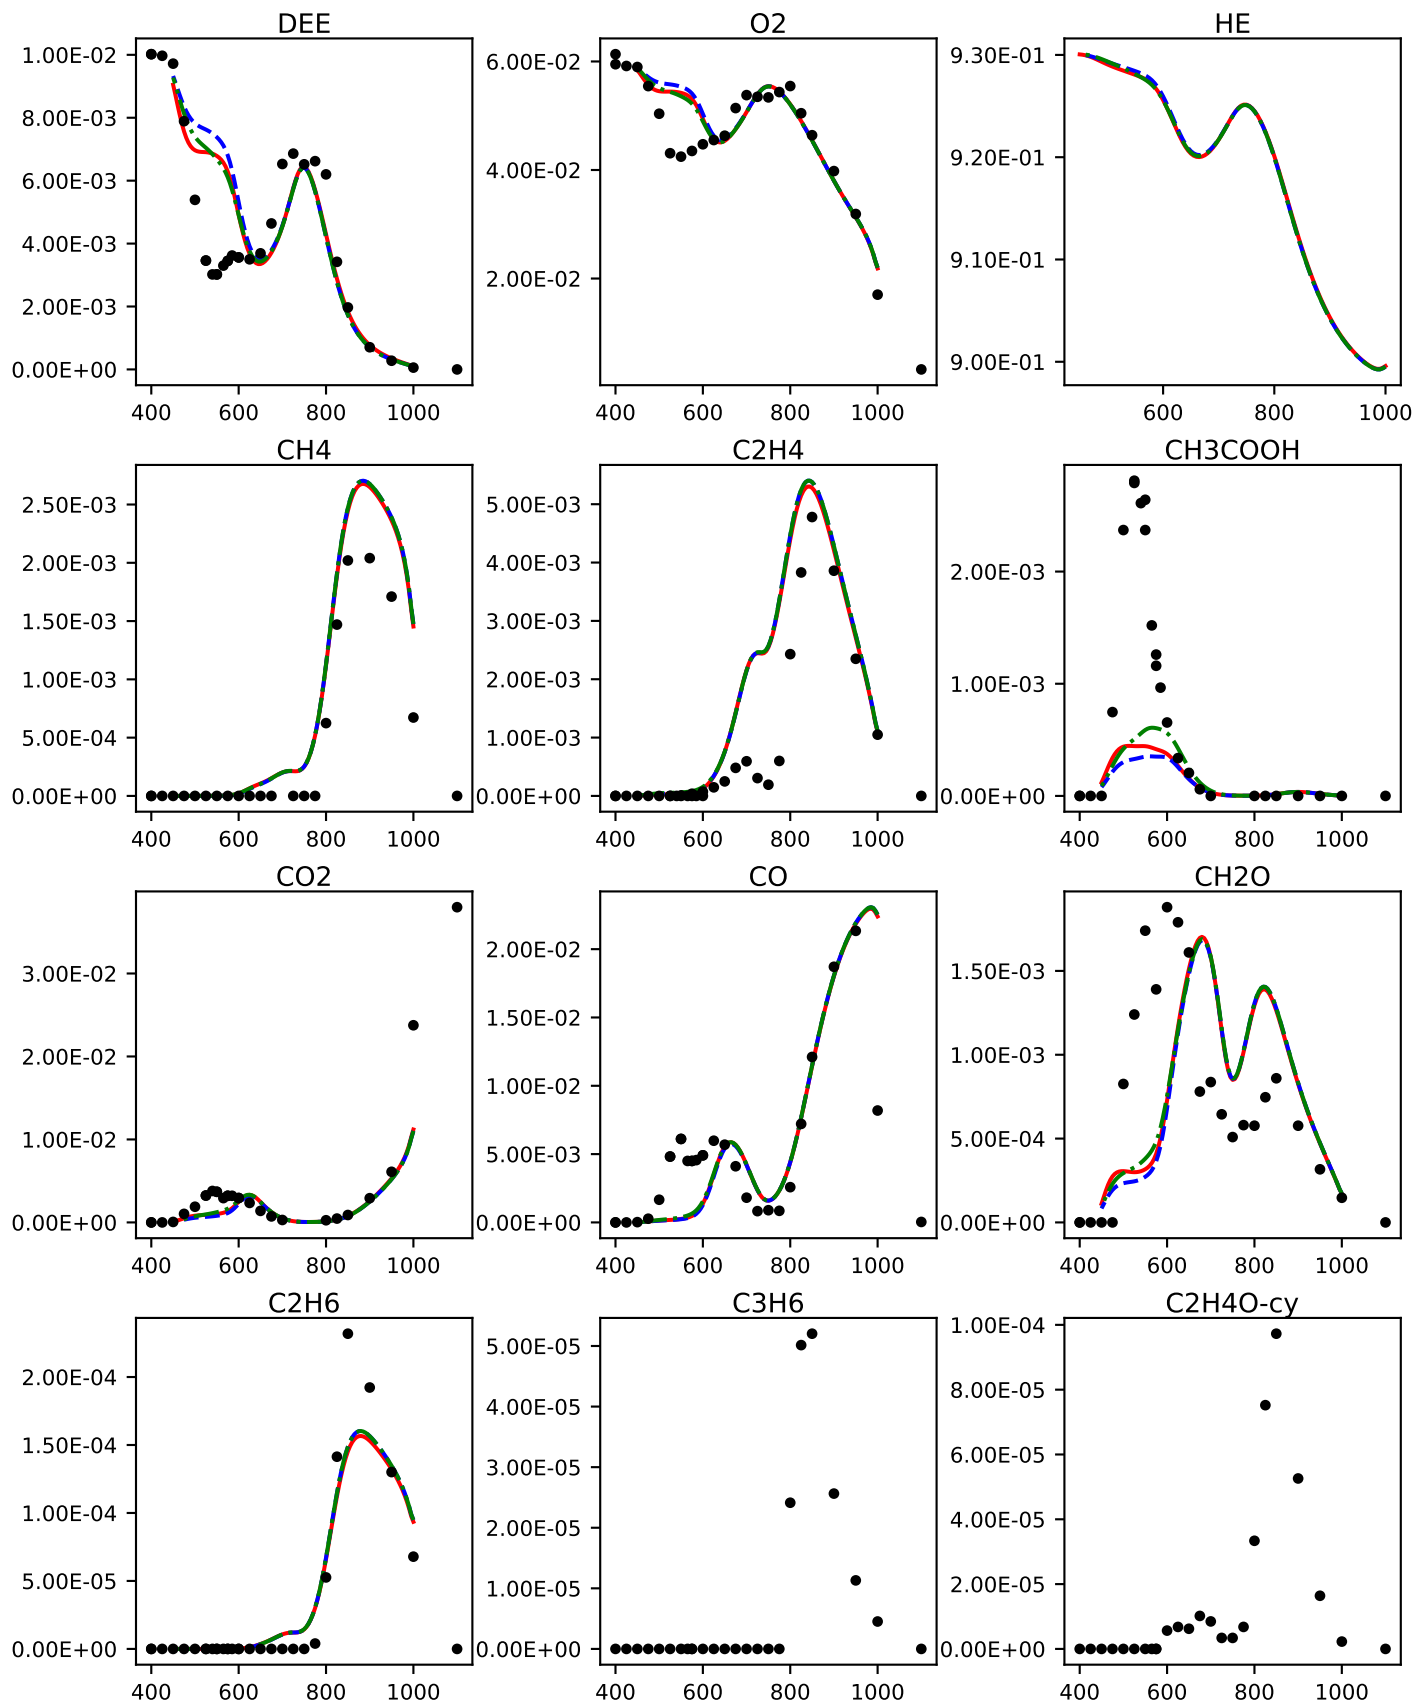 DEE O2 HE
1.00E-02 6.00E-02 9.30E-01
8.00E-03
6.00E-03 4.00E-02 9.20E-01
4.00E-03 2.00E-02 9.10E-01
2.00E-03
0.00E+00 9.00E-01
400 600 800 1000 400 600 800 1000 600 800 1000
CH4 C2H4 CH3COOH
2.50E-03 5.00E-03
2.00E-03 4.00E-03 2.00E-03
1.50E-03 3.00E-03
1.00E-03 2.00E-03 1.00E-03
5.00E-04 1.00E-03
0.00E+00 0.00E+00 0.00E+00
400 600 800 1000 400 600 800 1000 400 600 800 1000
CO2 CO CH2O
3.00E-02 2.00E-02 1.50E-03
2.00E-02 1.50E-02 1.00E-03
1.00E-02 1.00E-02 5.00E-04
5.00E-03
0.00E+00 0.00E+00 0.00E+00
400 600 800 1000 400 600 800 1000 400 600 800 1000
C2H6 C3H6 C2H4O-cy
1.00E-04
2.00E-04 5.00E-05 8.00E-05
1.50E-04 4.00E-05 6.00E-05
1.00E-04 3.00E-05 4.00E-05
5.00E-05 2.00E-05 2.00E-05
1.00E-05
0.00E+00 0.00E+00 0.00E+00
400 600 800 1000 400 600 800 1000 400 600 800 1000